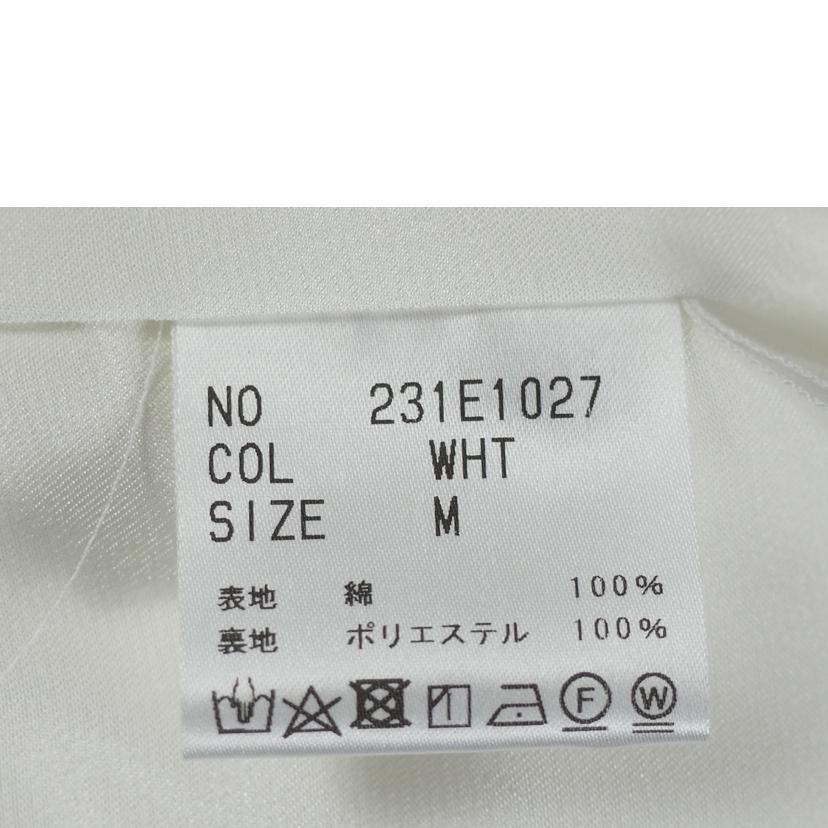 NO 231E1027
COL WHT
SIZE M
表地 綿 100%
裏地 ポリエステル 100%
F W